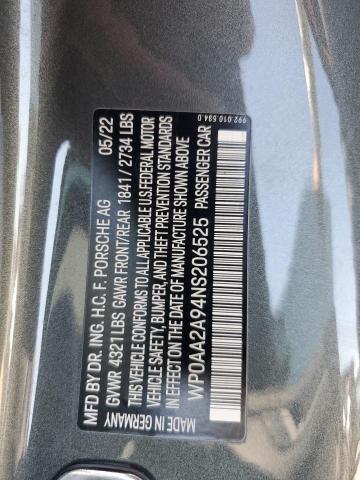 MFD BY DR. ING. H.C. F. PORSCHE AG 05/22
GVWR 4321 LBS GAWR FRONT/REAR 1841 / 2734 LBS
THIS VEHICLE CONFORMS TO ALL APPLICABLE U.S FEDERAL MOTOR
VEHICLE SAFETY, BUMPER, AND THEFT PREVENTION STANDARDS
IN EFFECT ON THE DATE OF MANUFACTURE SHOWN ABOVE
WP0AA2A94NS206525 PASSENGER CAR
MADE IN GERMANY
992.010.594.0